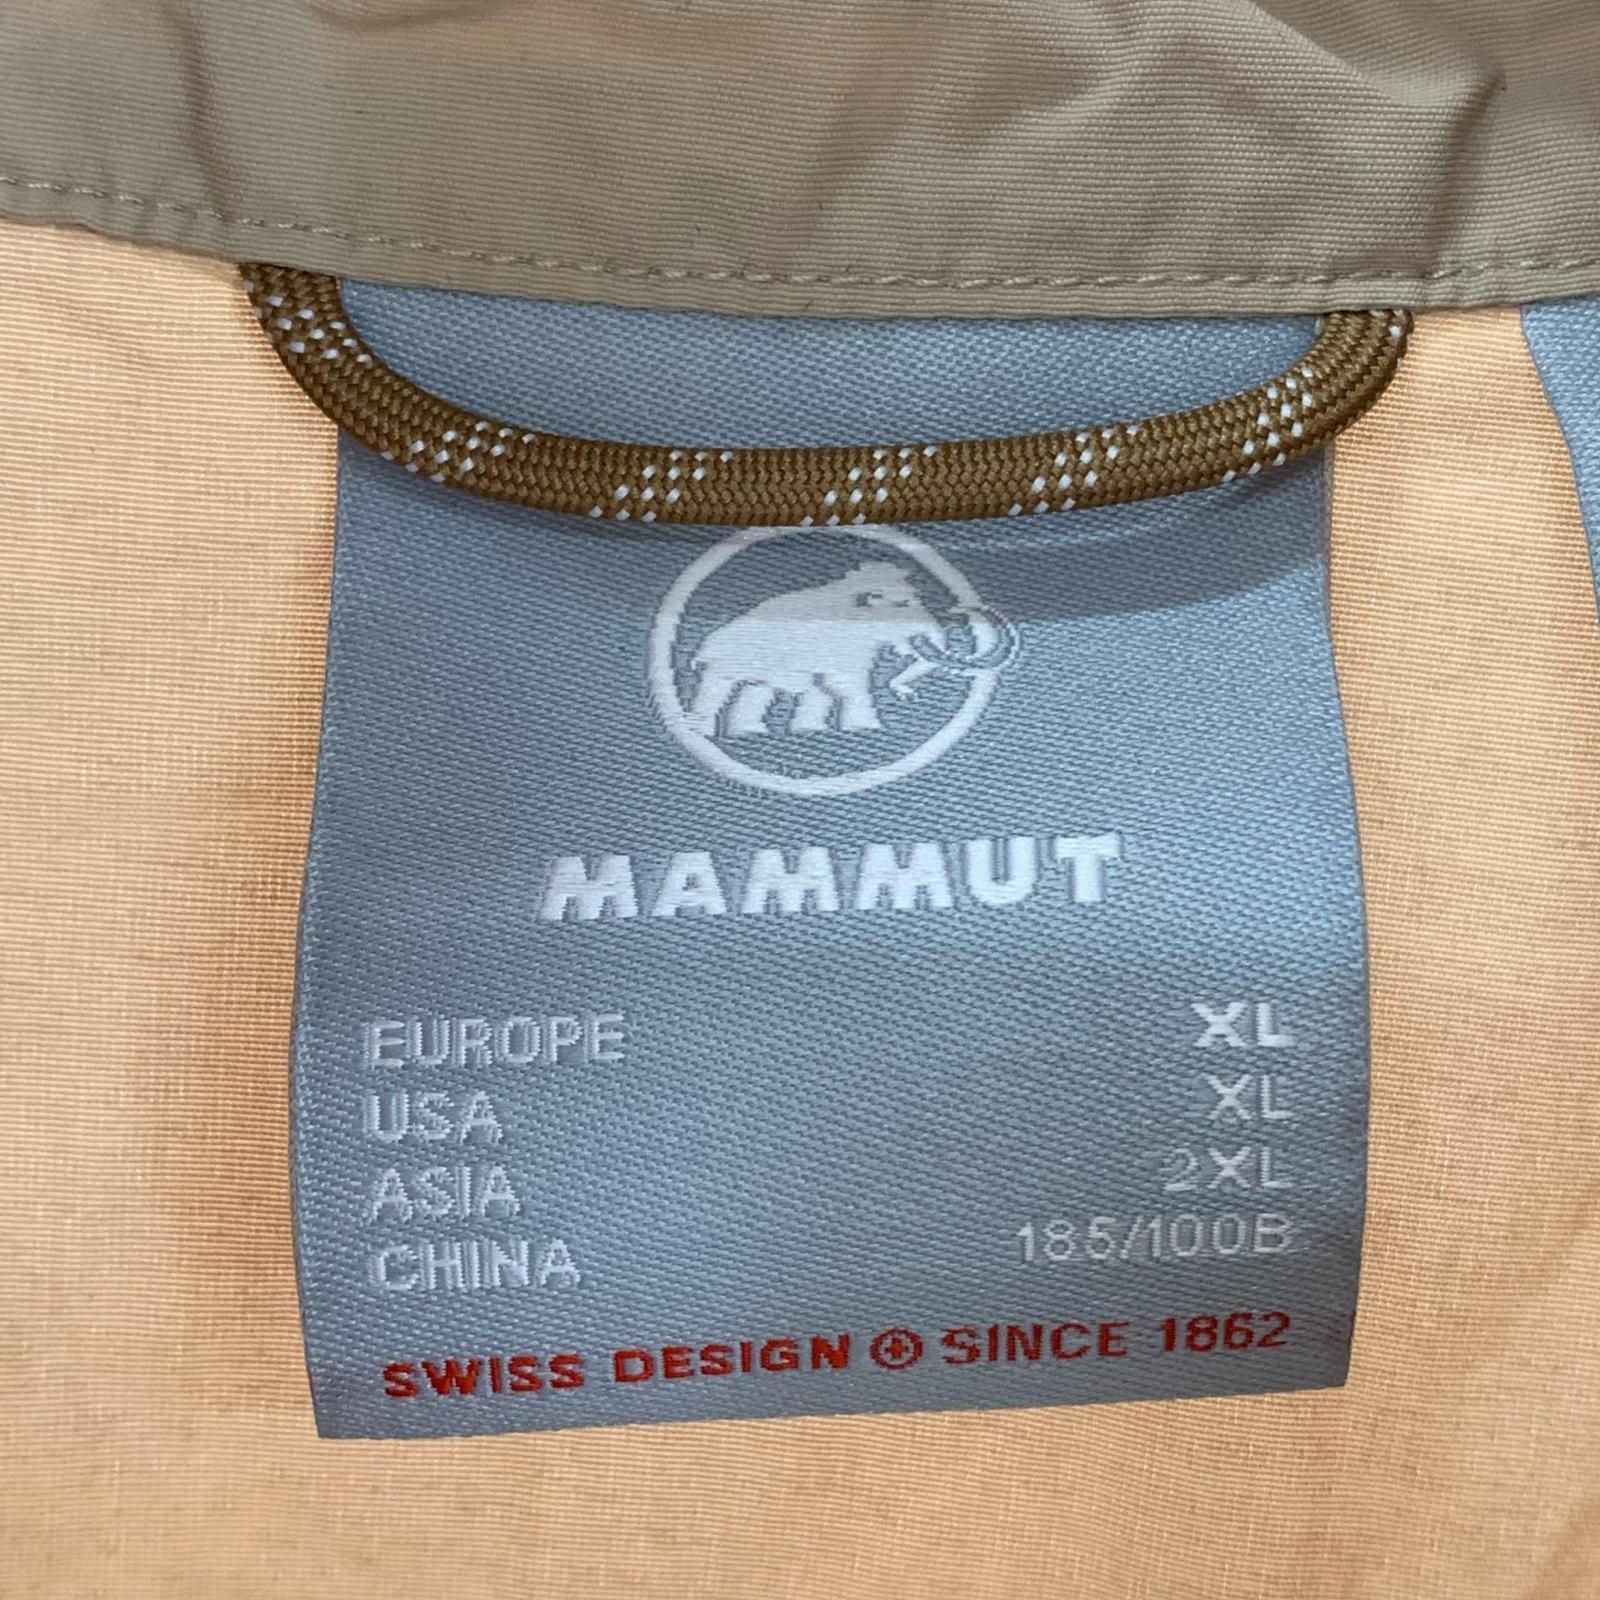 MAMMUT
EUROPE XL
USA XL
ASIA 2XL
CHINA 185/100B
SWISS DESIGN SINCE 1862